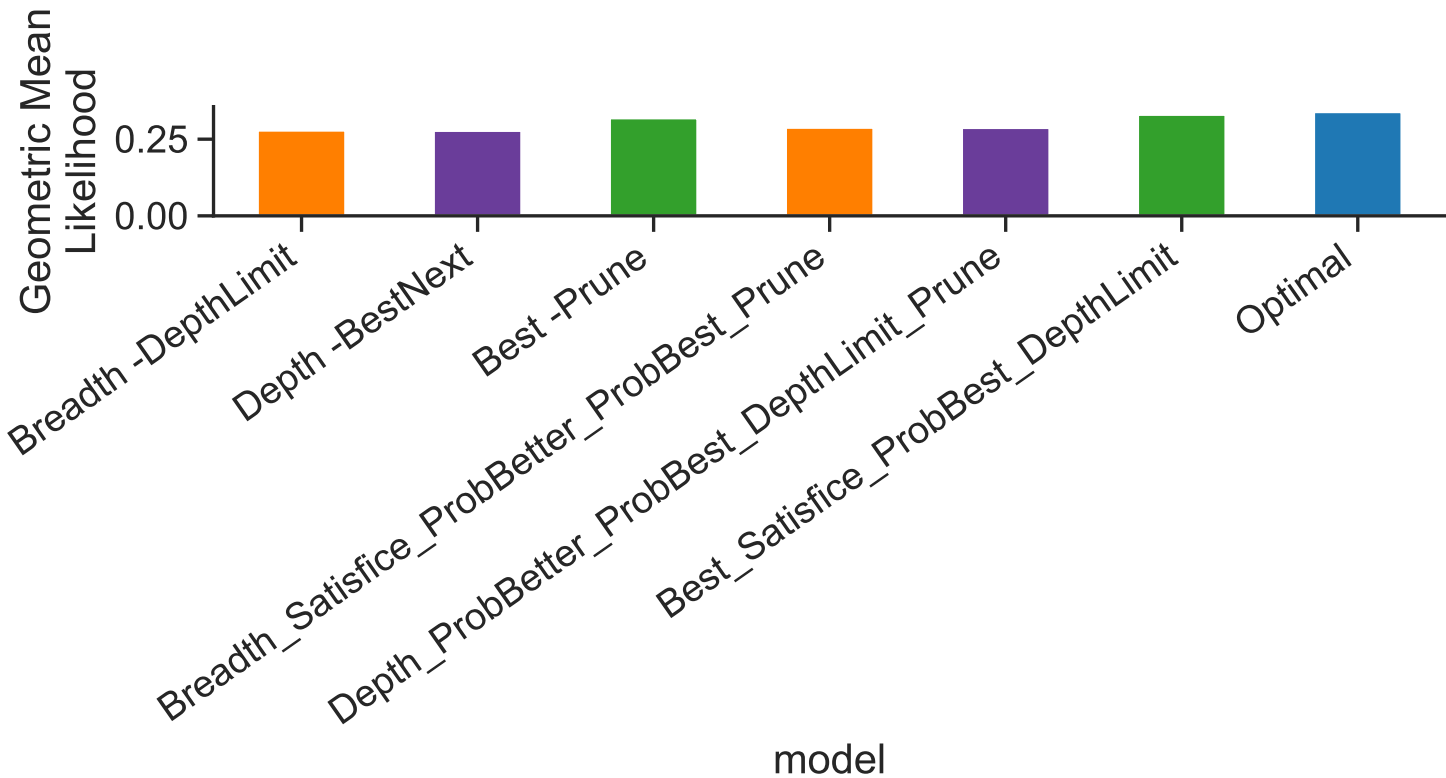 Geometric Mean
Likelihood
0.25
0.00
Breadth -DepthLimit
Depth -BestNext
Best -Prune
Breadth_Satisfice_ProbBetter_ProbBest_Prune
Depth_ProbBetter_ProbBest_DepthLimit_Prune
Best_Satisfice_ProbBest_DepthLimit
Optimal
model